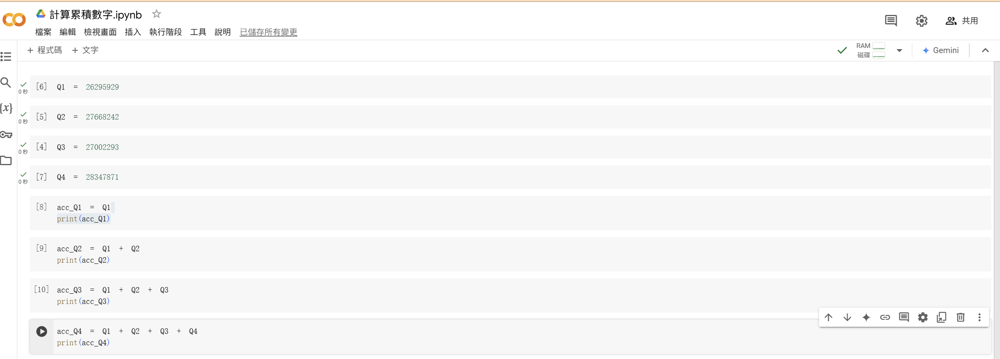 計算累積數字.ipynb
檔案 編輯 檢視畫面 插入 執行階段 工具 說明 已儲存所有變更
共用
+ 程式碼 + 文字
RAM
磁碟
Gemini
{x}
[6] Q1 = 26295929
0 秒
[5] Q2 = 27668242
0 秒
[4] Q3 = 27002293
0 秒
[7] Q4 = 28347871
0 秒
[8] acc_Q1 = Q1
print(acc_Q1)
[9] acc_Q2 = Q1 + Q2
print(acc_Q2)
[10] acc_Q3 = Q1 + Q2 + Q3
print(acc_Q3)
acc_Q4 = Q1 + Q2 + Q3 + Q4
print(acc_Q4)